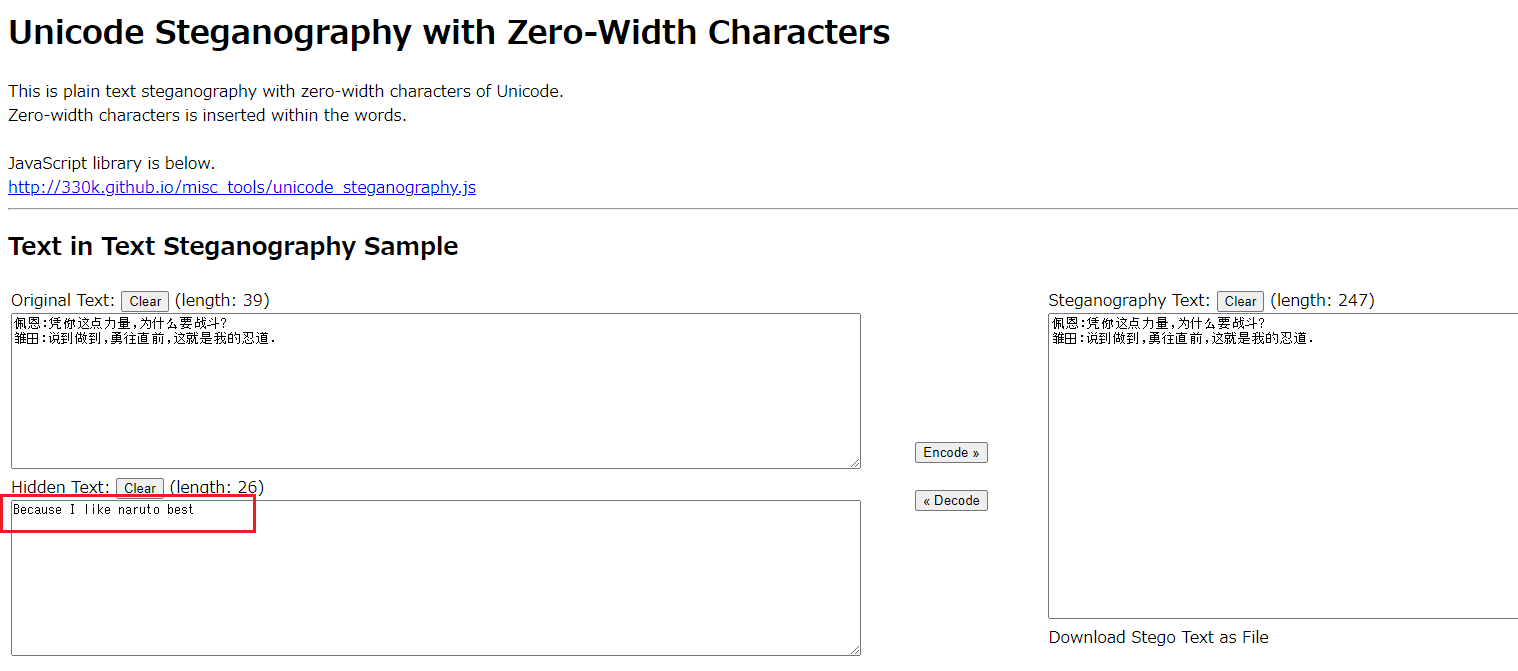 Unicode Steganography with Zero-Width Characters
This is plain text steganography with zero-width characters of Unicode.
Zero-width characters is inserted within the words.
JavaScript library is below.
http://330k.github.io/misc_tools/unicode_steganography.js
Text in Text Steganography Sample
Original Text: Clear (length: 39)
佩恩:凭你这点力量,为什么要战斗?
雏田:说到做到,勇往直前,这就是我的忍道.
Hidden Text: Clear (length: 26)
Because I like naruto best
Encode »
« Decode
Steganography Text: Clear (length: 247)
佩恩:凭你这点力量,为什么要战斗?
雏田:说到做到,勇往直前,这就是我的忍道.
Download Stego Text as File